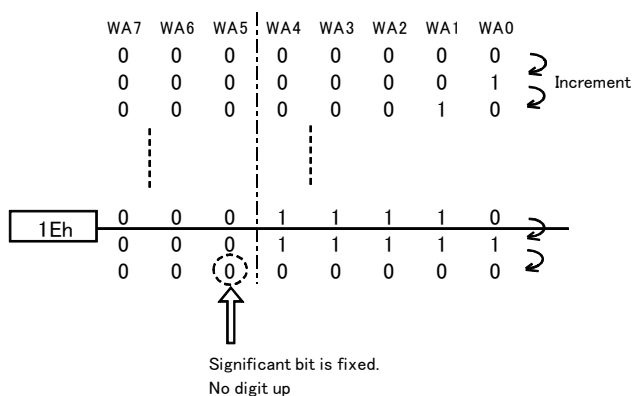 WA7 WA6 WA5 WA4 WA3 WA2 WA1 WA0
0 0 0 0 0 0 0 0
0 0 0 0 0 0 0 1
Increment
0 0 0 0 0 0 1 0
0 0 0 1 1 1 1 0
1Eh
0 0 0 1 1 1 1 1
0 0 0 0 0 0 0 0
Significant bit is fixed.
No digit up